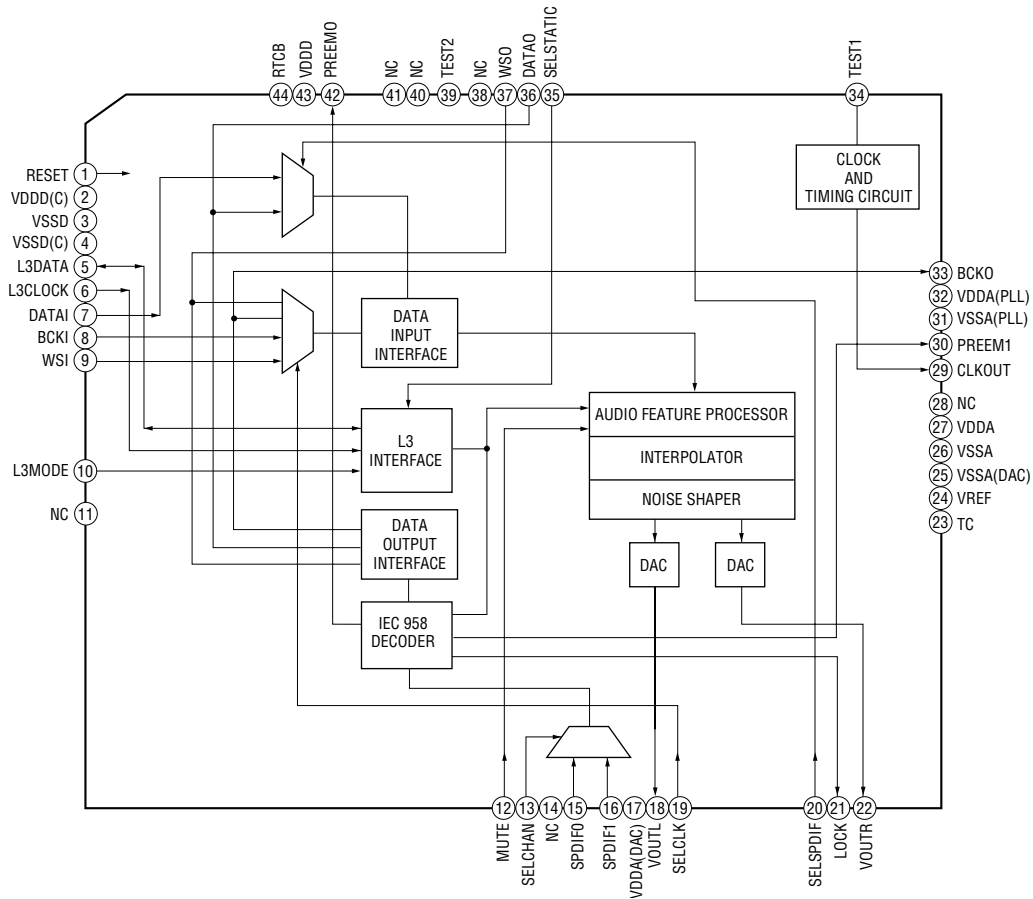 RTCB
VDDD
PREEMO
NC
NC
TEST2
NC
WSO
DATAO
SELSTATIC
TEST1
44
43
42
41
40
39
38
37
36
35
34
CLOCK
AND
TIMING CIRCUIT
RESET 1
VDDD(C) 2
VSSD 3
VSSD(C) 4
L3DATA 5
L3CLOCK 6
DATAI 7
BCKI 8
WSI 9
L3MODE 10
NC 11
DATA
INPUT
INTERFACE
L3
INTERFACE
DATA
OUTPUT
INTERFACE
IEC 958
DECODER
AUDIO FEATURE PROCESSOR
INTERPOLATOR
NOISE SHAPER
DAC
DAC
33 BCKO
32 VDDA(PLL)
31 VSSA(PLL)
30 PREEM1
29 CLKOUT
28 NC
27 VDDA
26 VSSA
25 VSSA(DAC)
24 VREF
23 TC
12
13
14
15
16
17
18
19
20
21
22
MUTE
SELCHAN
NC
SPDIF0
SPDIF1
VDDA(DAC)
VOUTL
SELCLK
SELSPDIF
LOCK
VOUTR